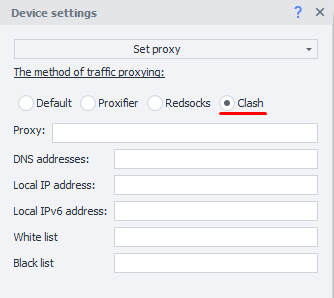 Device settings
Set proxy
The method of traffic proxying:
Default Proxifier Redsocks Clash
Proxy:
DNS addresses:
Local IP address:
Local IPv6 address:
White list
Black list